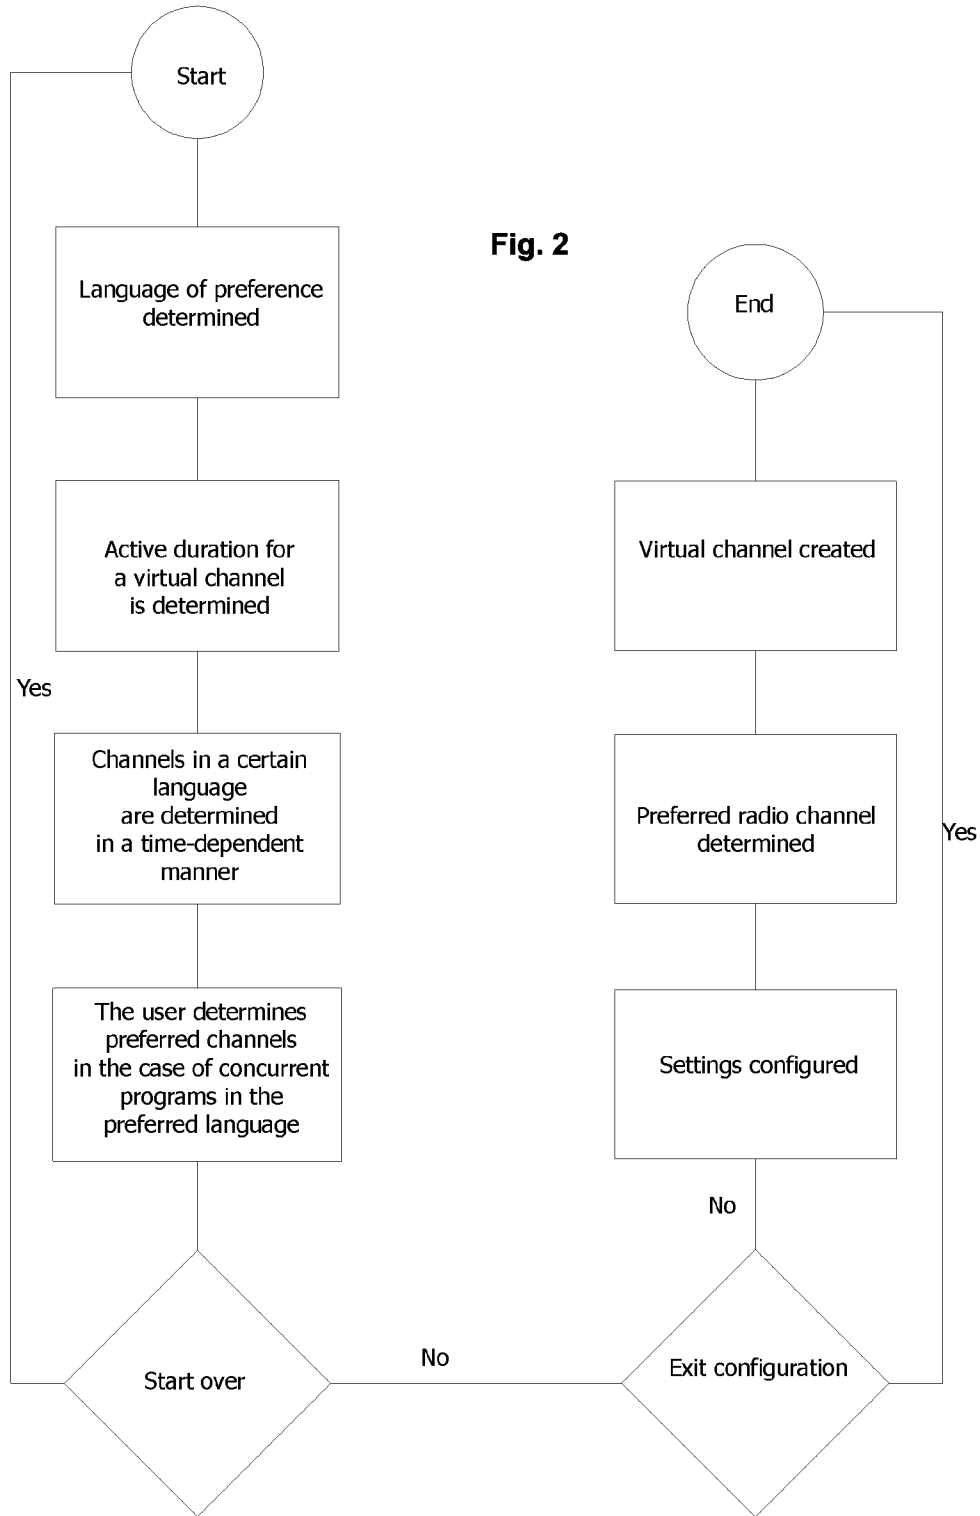 Start
Fig. 2
Language of preference
determined
End
Active duration for
a virtual channel
is determined
Virtual channel created
Yes
Channels in a certain
language
are determined
in a time-dependent
manner
Preferred radio channel
determined
Yes
The user determines
preferred channels
in the case of concurrent
programs in the
preferred language
Settings configured
No
Start over
No
Exit configuration